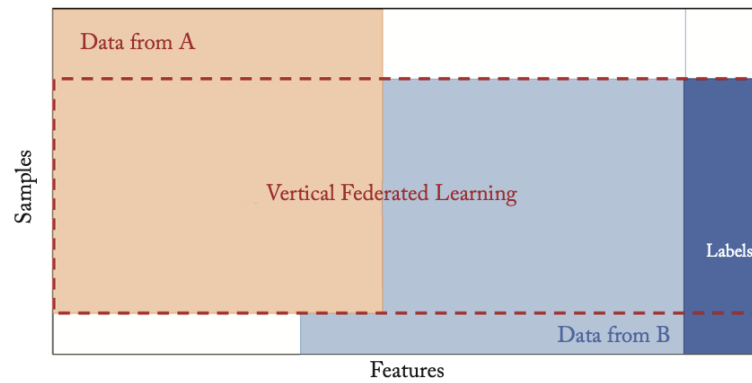 Data from A
Samples
Vertical Federated Learning
Labels
Data from B
Features